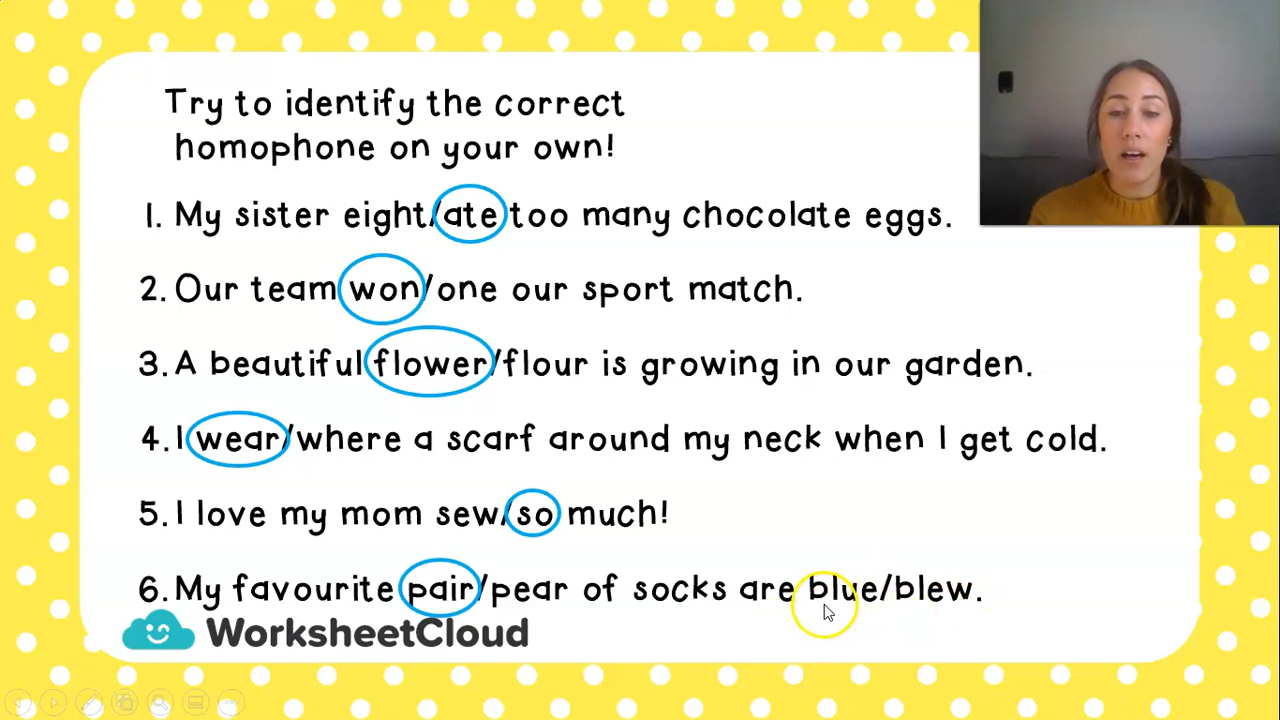 Try to identify the correct
homophone on your own!
1. My sister eight/ate too many chocolate eggs.
2. Our team won/one our sport match.
3. A beautiful flower/flour is growing in our garden.
4. I wear/where a scarf around my neck when I get cold.
5. I love my mom sew/so much!
6. My favourite pair/pear of socks are blue/blew.
WorksheetCloud